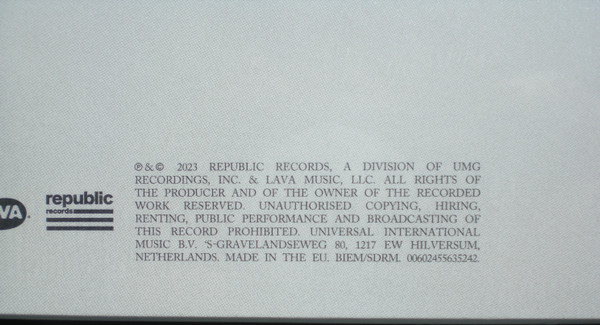 ℗ & © 2023 REPUBLIC RECORDS, A DIVISION OF UMG
RECORDINGS, INC. & LAVA MUSIC, LLC. ALL RIGHTS OF
THE PRODUCER AND OF THE OWNER OF THE RECORDED
WORK RESERVED. UNAUTHORISED COPYING, HIRING,
RENTING, PUBLIC PERFORMANCE AND BROADCASTING OF
THIS RECORD PROHIBITED. UNIVERSAL INTERNATIONAL
MUSIC B.V. 'S-GRAVELANDSEWEG 80, 1217 EW HILVERSUM,
NETHERLANDS. MADE IN THE EU. BIEM/SDRM. 00602455635242.
VA
republic
records